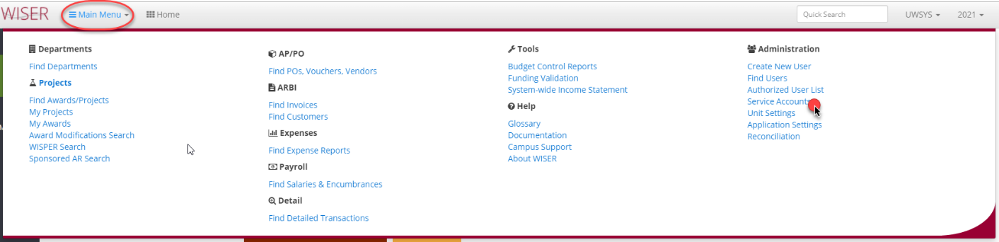 WISER
Main Menu
Home
Quick Search
UWSYS
2021
Departments
Find Departments
Projects
Find Awards/Projects
My Projects
My Awards
Award Modifications Search
WISPER Search
Sponsored AR Search
AP/PO
Find POs, Vouchers, Vendors
ARBI
Find Invoices
Find Customers
Expenses
Find Expense Reports
Payroll
Find Salaries & Encumbrances
Detail
Find Detailed Transactions
Tools
Budget Control Reports
Funding Validation
System-wide Income Statement
Help
Glossary
Documentation
Campus Support
About WISER
Administration
Create New User
Find Users
Authorized User List
Service Accounts
Unit Settings
Application Settings
Reconciliation